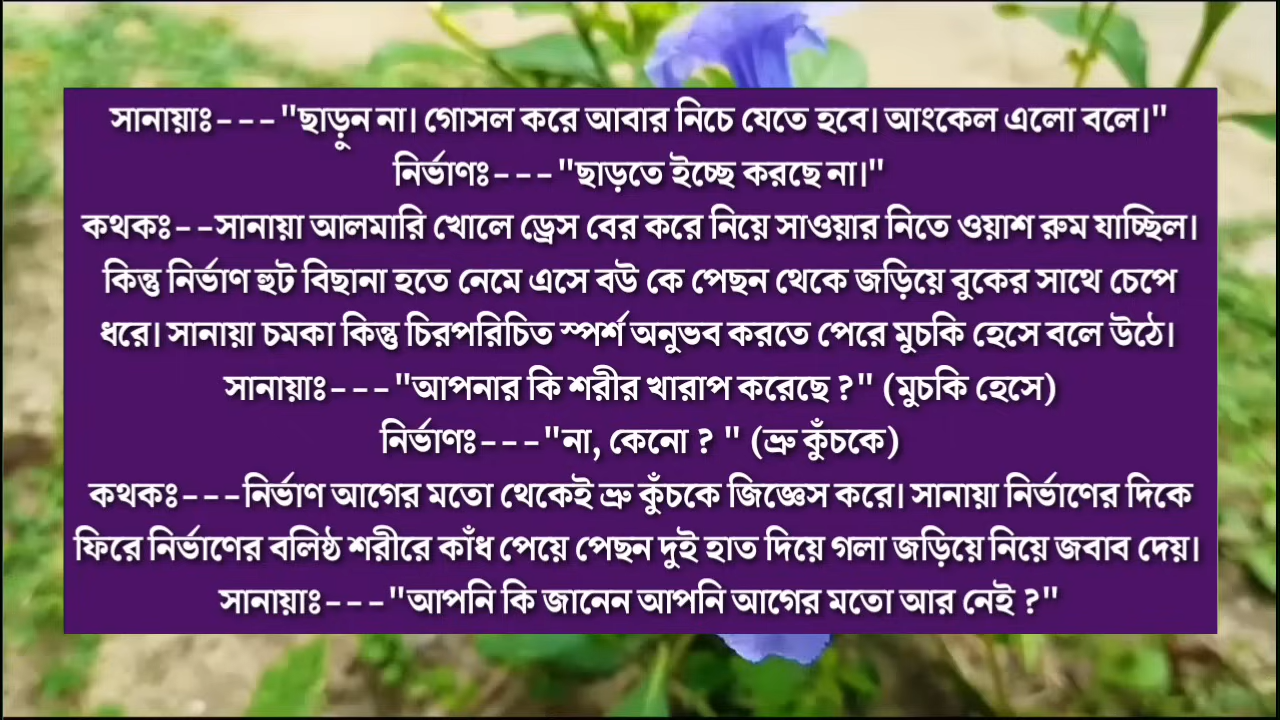 সানায়াঃ---"ছাড়ুন না। গোসল করে আবার নিচে যেতে হবে। আংকেল এলো বলে।"
নির্ভাণঃ---"ছাড়তে ইচ্ছে করছে না।"
কথকঃ--সানায়া আলমারি খোলে ড্রেস বের করে নিয়ে সাওয়ার নিতে ওয়াশ রুম যাচ্ছিল।
কিন্তু নির্ভাণ হুট বিছানা হতে নেমে এসে বউ কে পেছন থেকে জড়িয়ে বুকের সাথে চেপে
ধরে। সানায়া চমকা কিন্তু চিরপরিচিত স্পর্শ অনুভব করতে পেরে মুচকি হেসে বলে উঠে।
সানায়াঃ---"আপনার কি শরীর খারাপ করেছে ?" (মুচকি হেসে)
নির্ভাণঃ---"না, কেনো ? " (ভ্রু কুঁচকে)
কথকঃ---নির্ভাণ আগের মতো থেকেই ভ্রু কুঁচকে জিজ্ঞেস করে। সানায়া নির্ভাণের দিকে
ফিরে নির্ভাণের বলিষ্ঠ শরীরে কাঁধ পেয়ে পেছন দুই হাত দিয়ে গলা জড়িয়ে নিয়ে জবাব দেয়।
সানায়াঃ---"আপনি কি জানেন আপনি আগের মতো আর নেই ?"